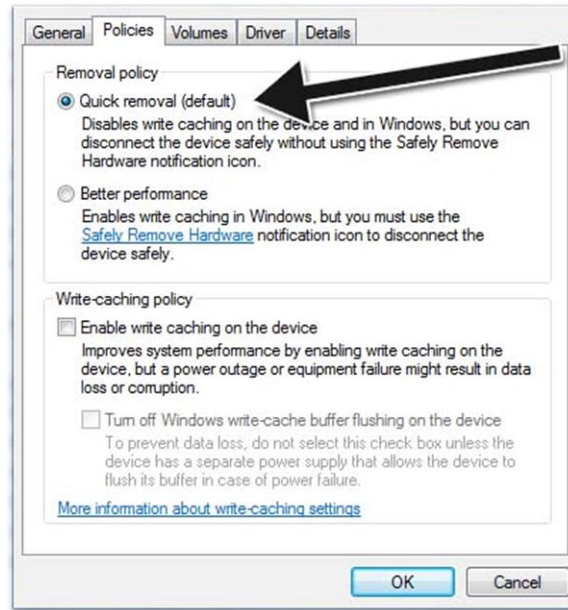 General Policies Volumes Driver Details
Removal policy
Quick removal (default)
Disables write caching on the device and in Windows, but you can
disconnect the device safely without using the Safely Remove
Hardware notification icon.
Better performance
Enables write caching in Windows, but you must use the
Safely Remove Hardware notification icon to disconnect the
device safely.
Write-caching policy
Enable write caching on the device
Improves system performance by enabling write caching on the
device, but a power outage or equipment failure might result in data
loss or corruption.
Turn off Windows write-cache buffer flushing on the device
To prevent data loss, do not select this check box unless the
device has a separate power supply that allows the device to
flush its buffer in case of power failure.
More information about write-caching settings
OK Cancel